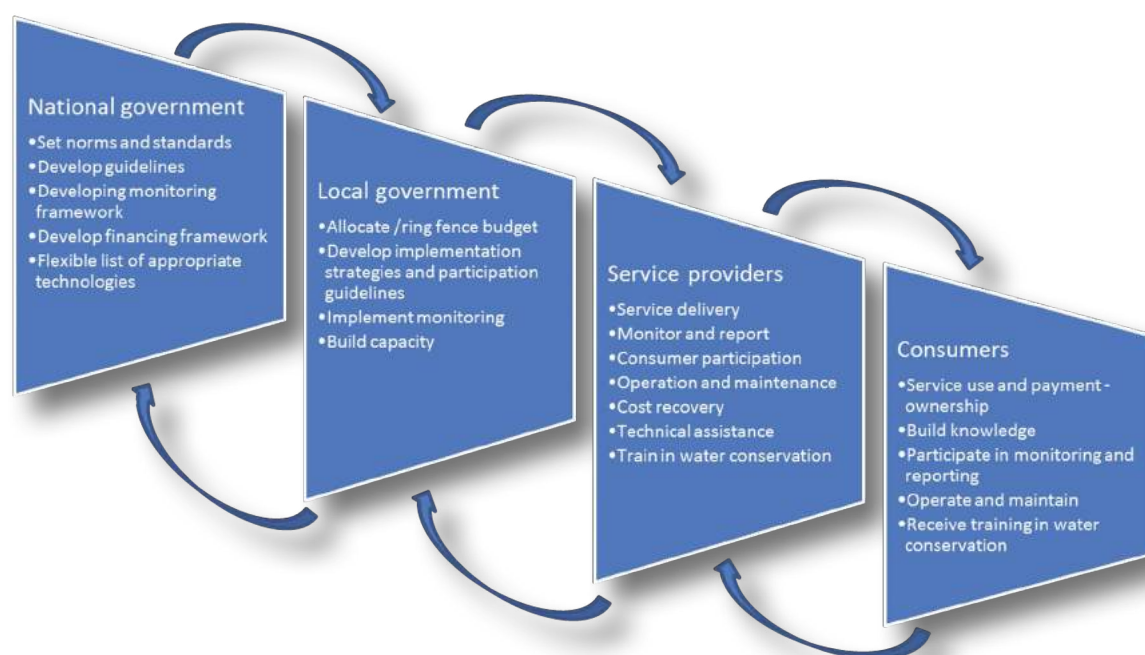 National government
•Set norms and standards
•Develop guidelines
•Developing monitoring
framework
•Develop financing framework
•Flexible list of appropriate
technologies
Local government
•Allocate /ring fence budget
•Develop implementation
strategies and participation
guidelines
•Implement monitoring
•Build capacity
Service providers
•Service delivery
•Monitor and report
•Consumer participation
•Operation and maintenance
•Cost recovery
•Technical assistance
•Train in water conservation
Consumers
•Service use and payment -
ownership
•Build knowledge
•Participate in monitoring and
reporting
•Operate and maintain
•Receive training in water
conservation